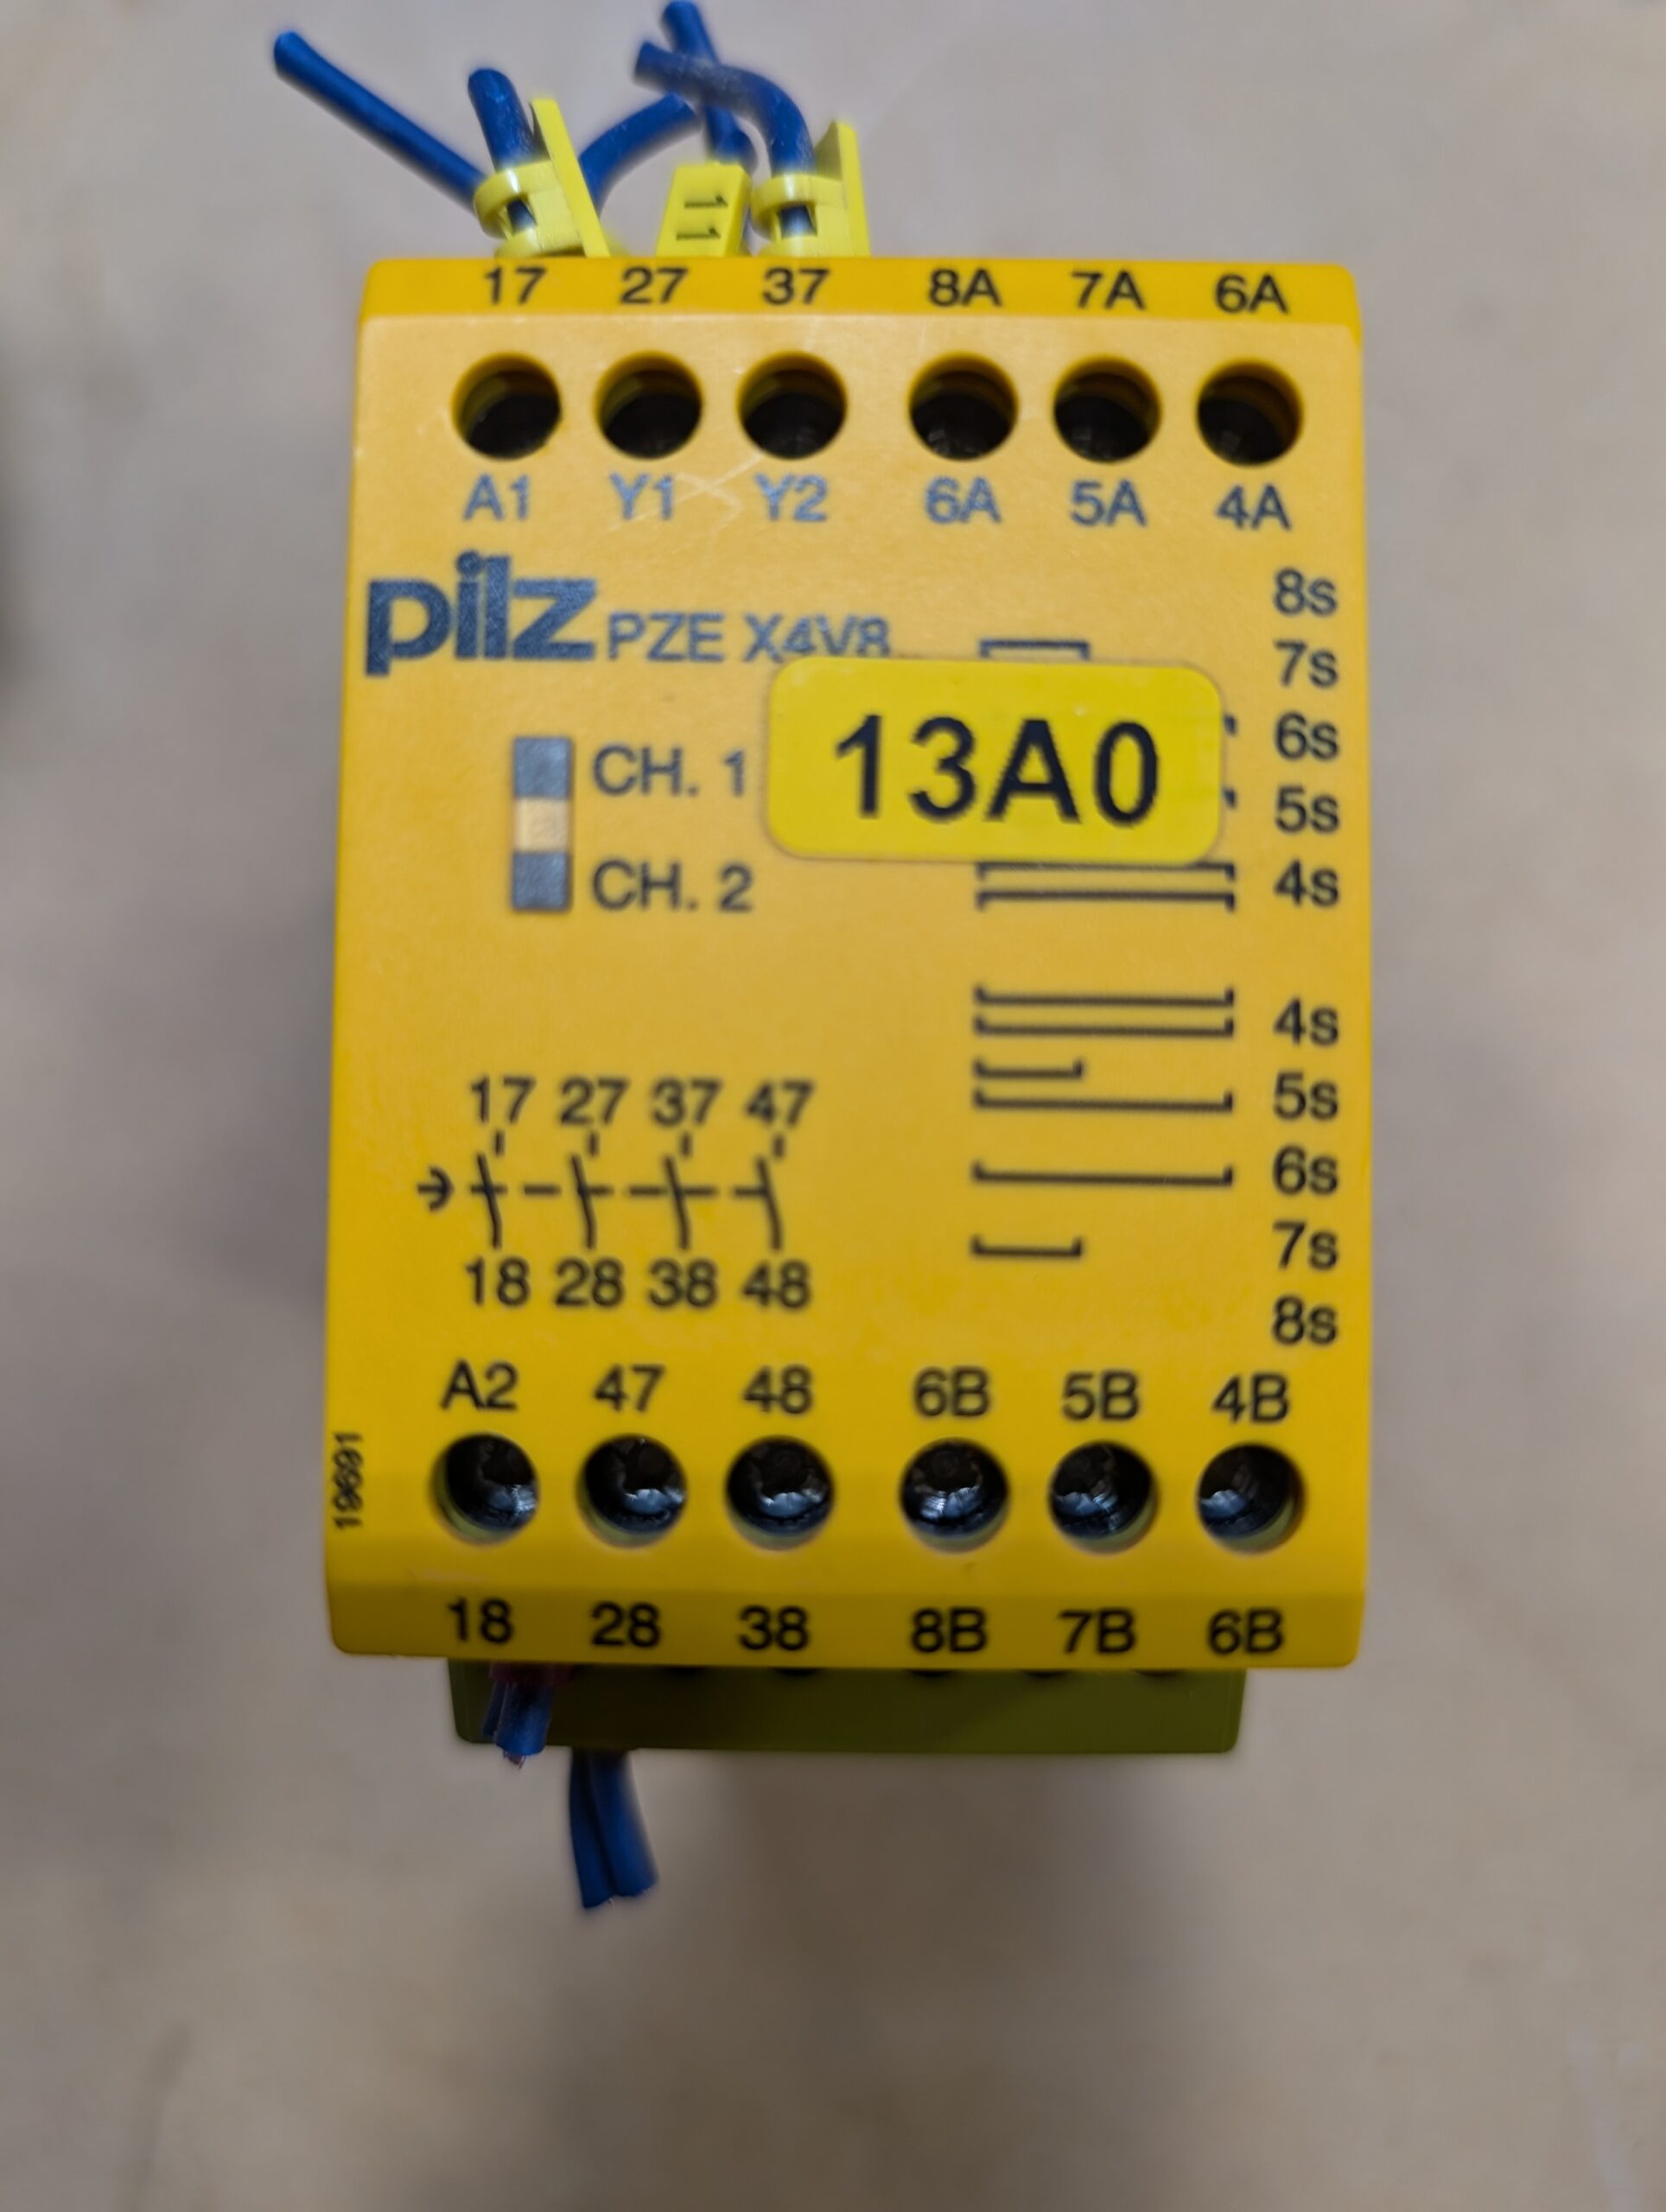 11
17 27 37 8A 7A 6A
A1 Y1 Y2 6A 5A 4A
pilz PZE X4V8
8s
7s
6s
5s
4s
13A0
CH. 1
CH. 2
4s
5s
6s
7s
8s
17 27 37 47
18 28 38 48
A2 47 48 6B 5B 4B
19691
18 28 38 8B 7B 6B